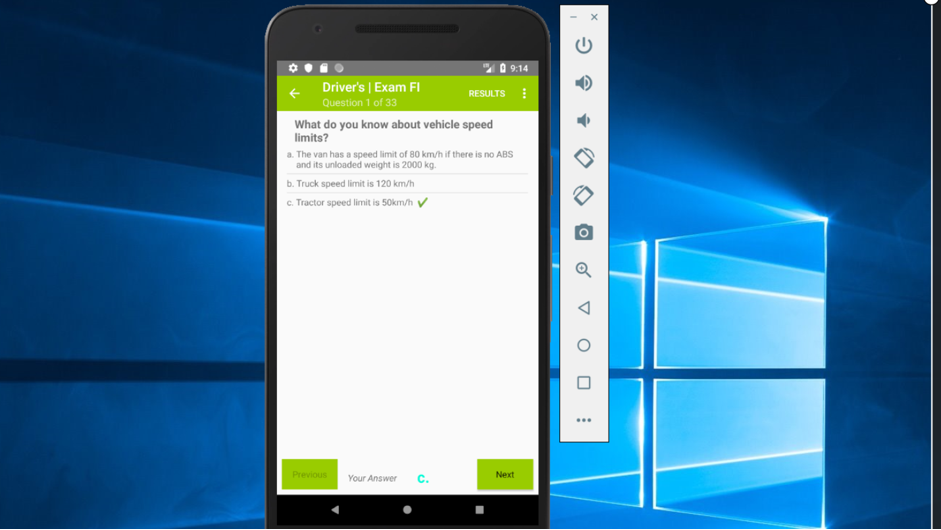 9:14
Driver's | Exam FI
RESULTS
Question 1 of 33
What do you know about vehicle speed
limits?
a. The van has a speed limit of 80 km/h if there is no ABS
and its unloaded weight is 2000 kg.
b. Truck speed limit is 120 km/h
c. Tractor speed limit is 50km/h
Previous
Your Answer
c.
Next